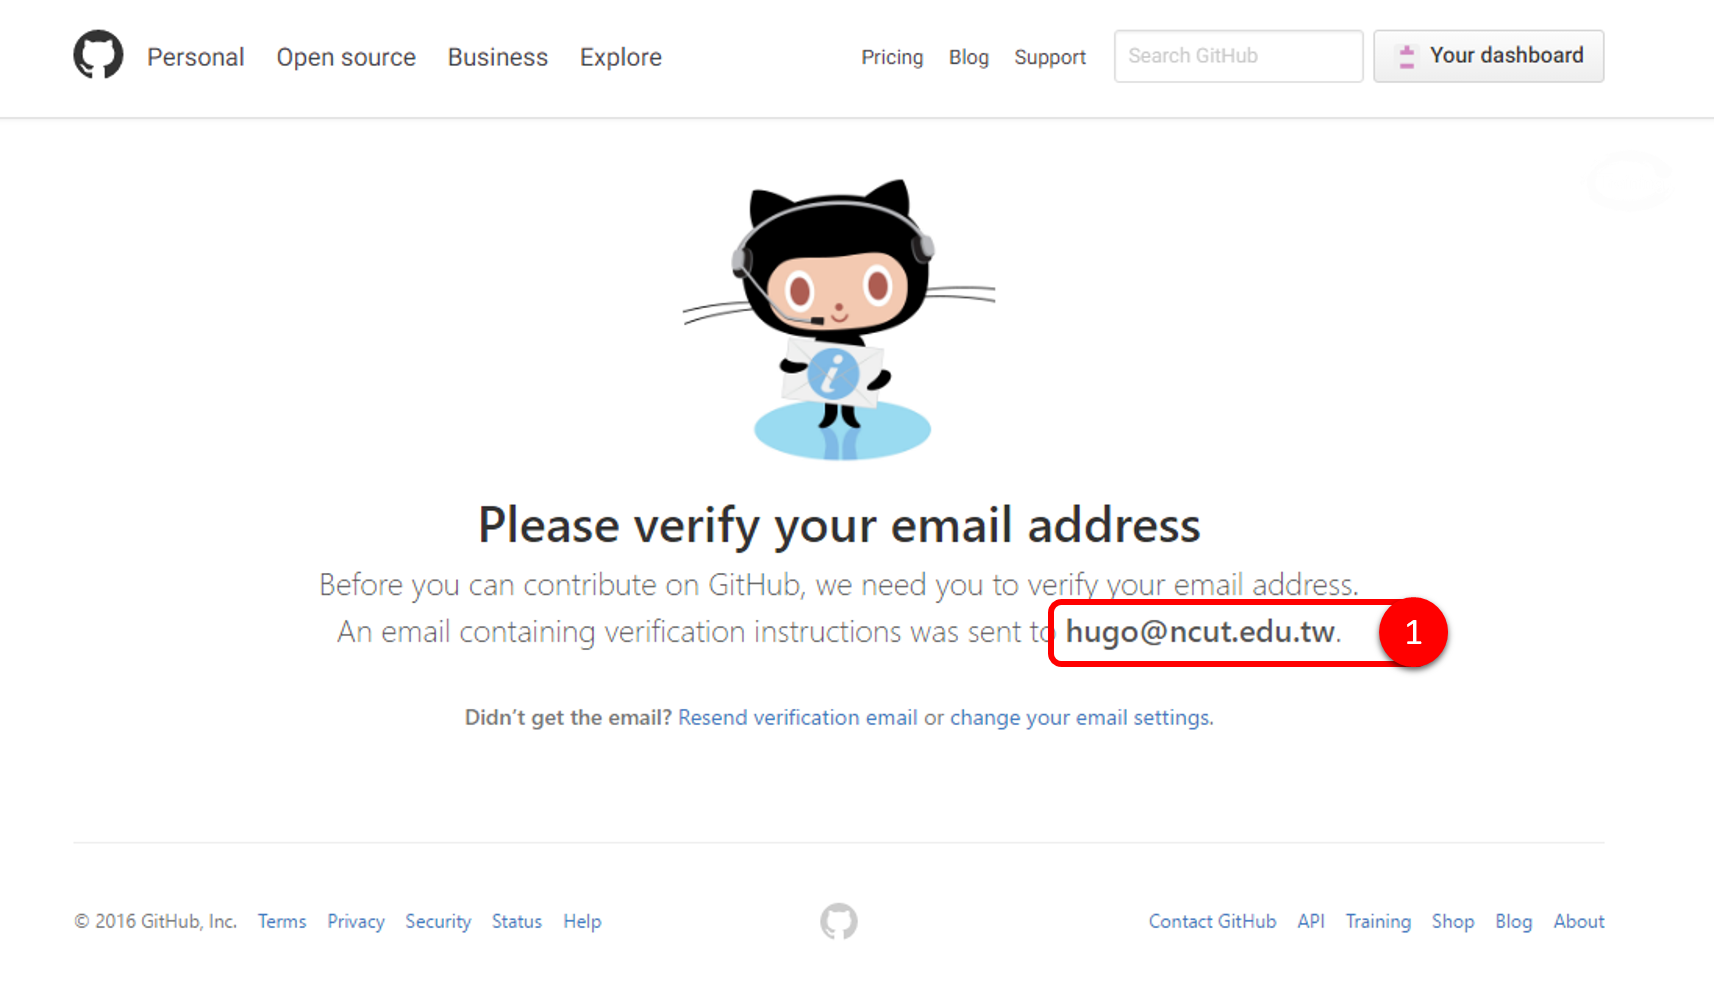 Personal Open source Business Explore Pricing Blog Support Search GitHub Your dashboard
i
Please verify your email address
Before you can contribute on GitHub, we need you to verify your email address.
An email containing verification instructions was sent to hugo@ncut.edu.tw. 1
Didn’t get the email? Resend verification email or change your email settings.
© 2016 GitHub, Inc. Terms Privacy Security Status Help Contact GitHub API Training Shop Blog About